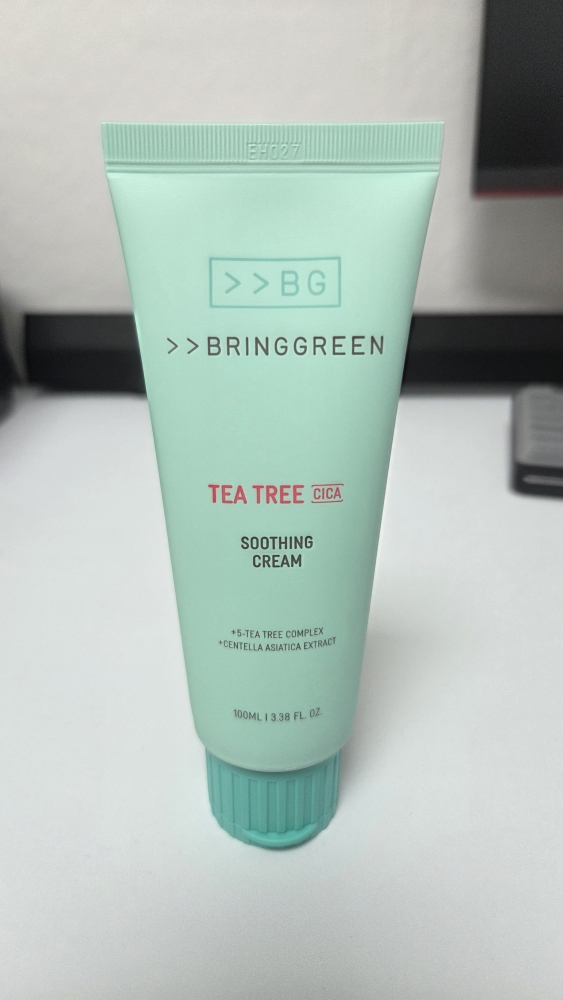 EH027
>>BG
>>BRINGGREEN
TEA TREE CICA
SOOTHING
CREAM
+5-TEA TREE COMPLEX
+CENTELLA ASIATICA EXTRACT
100ML I 3.38 FL. OZ.